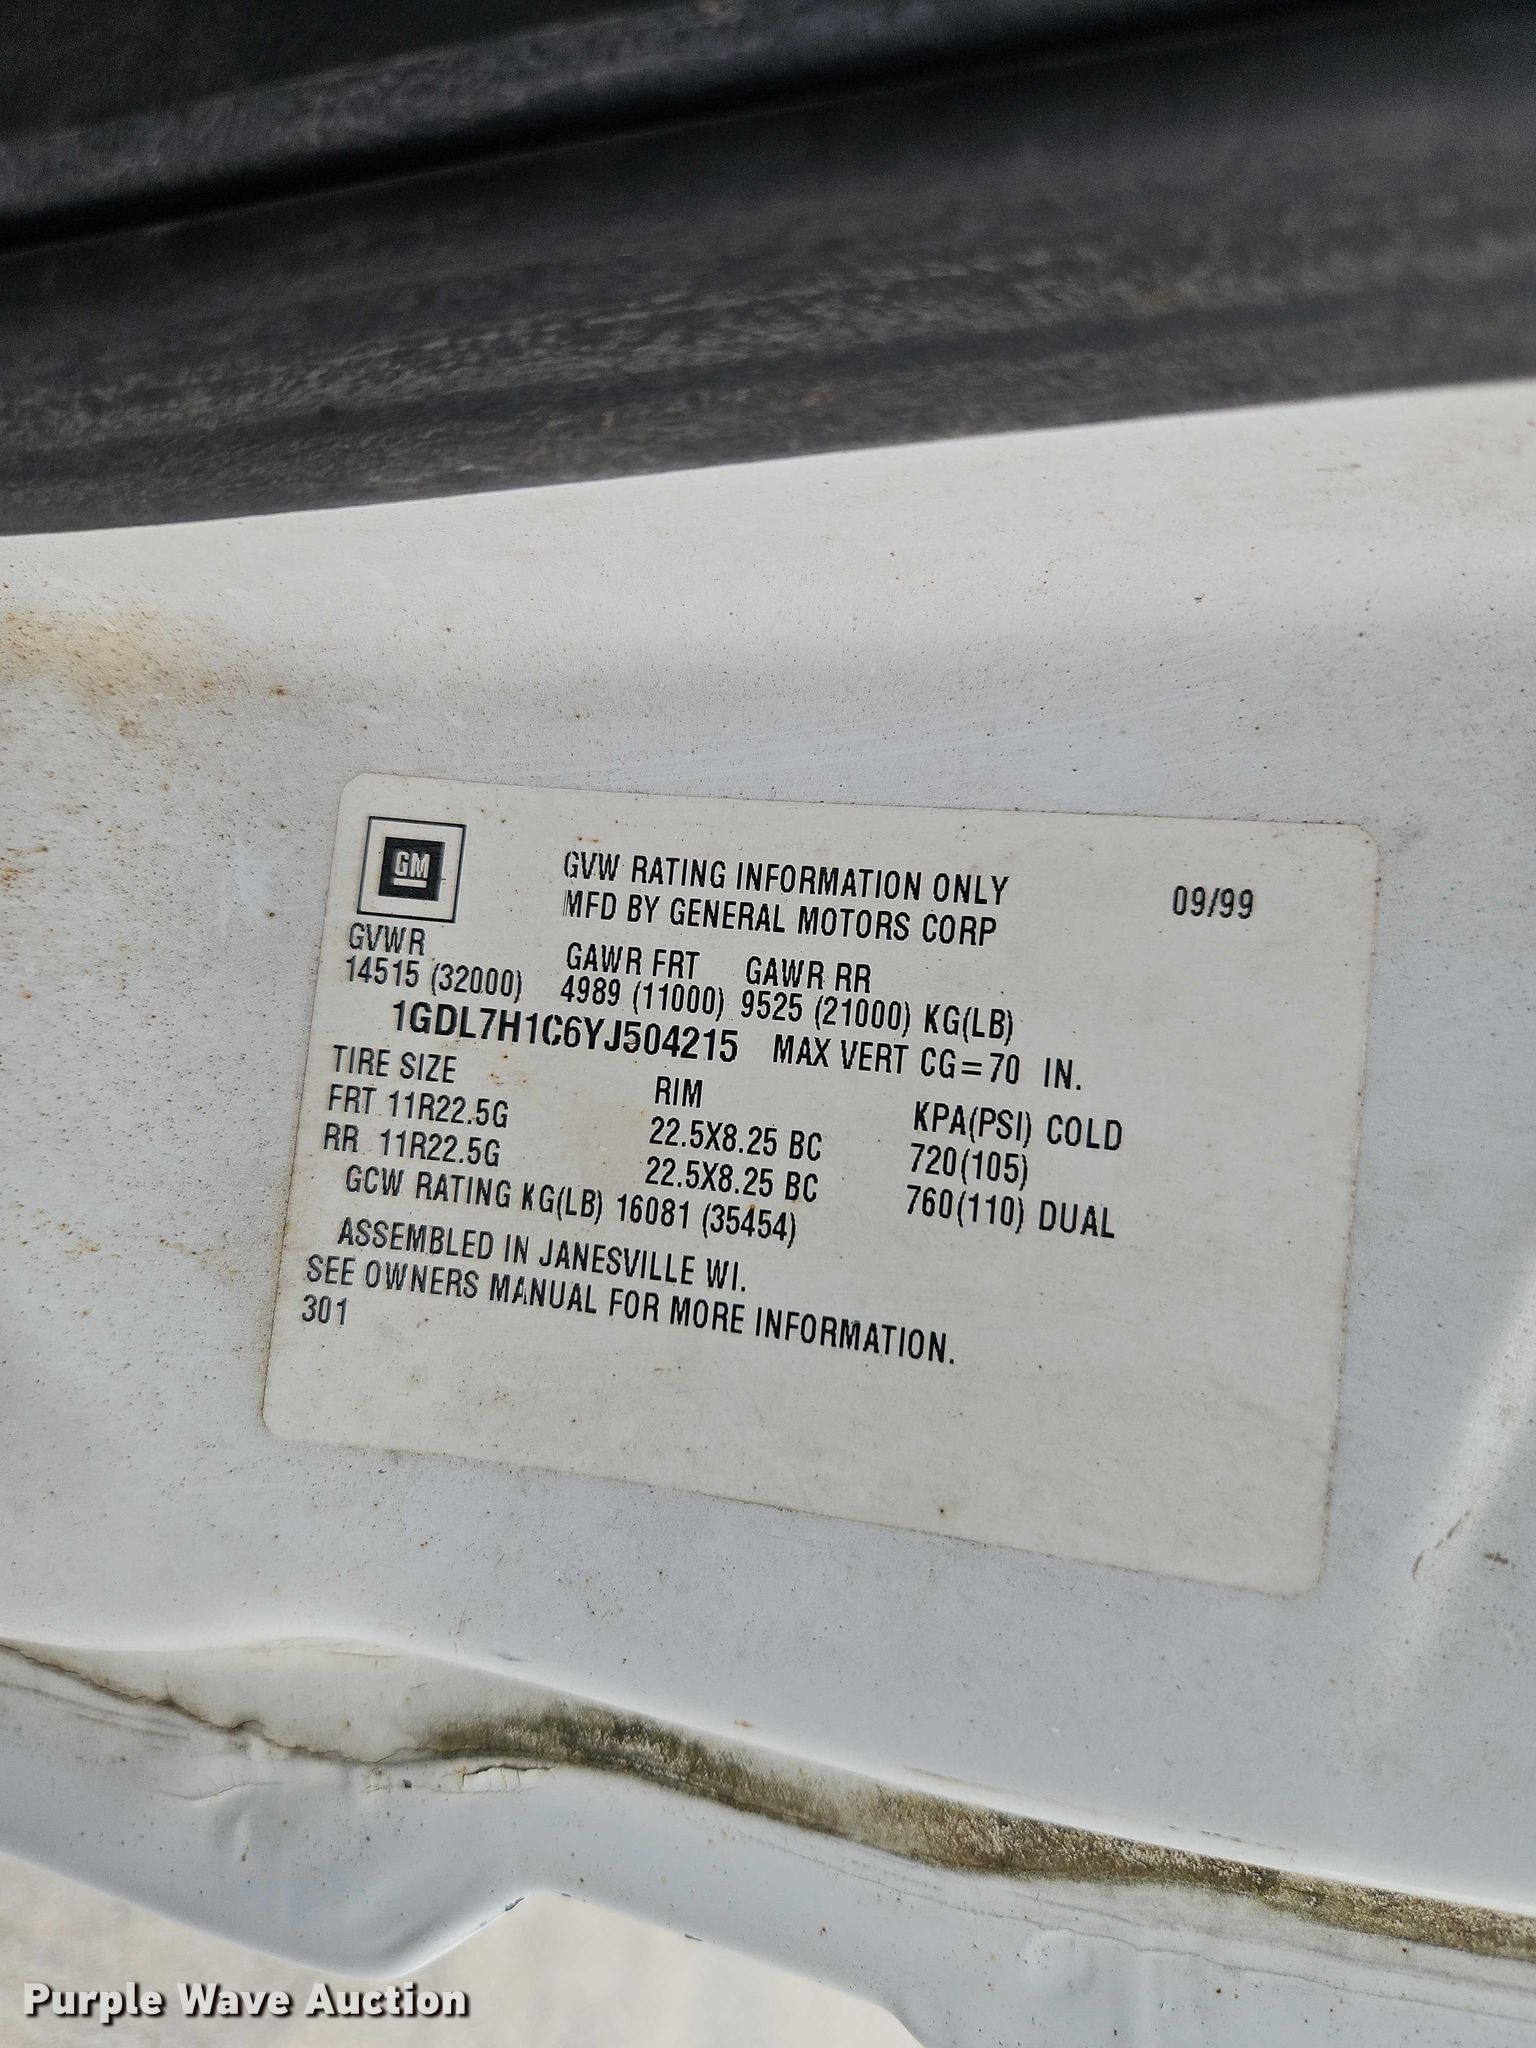 GM
GVW RATING INFORMATION ONLY 09/99
MFD BY GENERAL MOTORS CORP
GVWR GAWR FRT GAWR RR
14515 (32000) 4989 (11000) 9525 (21000) KG(LB)
1GDL7H1C6YJ504215 MAX VERT CG=70 IN.
TIRE SIZE RIM KPA(PSI) COLD
FRT 11R22.5G 22.5X8.25 BC 720(105)
RR 11R22.5G 22.5X8.25 BC 760(110) DUAL
GCW RATING KG(LB) 16081 (35454)
ASSEMBLED IN JANESVILLE WI.
SEE OWNERS MANUAL FOR MORE INFORMATION.
301
Purple Wave Auction